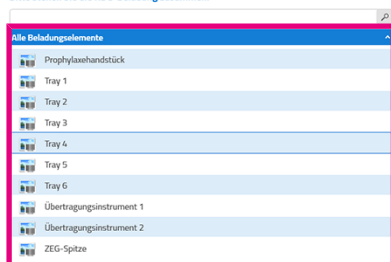 Alle Beladungselemente
Prophylaxehandstück
Tray 1
Tray 2
Tray 3
Tray 4
Tray 5
Tray 6
Übertragungsinstrument 1
Übertragungsinstrument 2
ZEG-Spitze